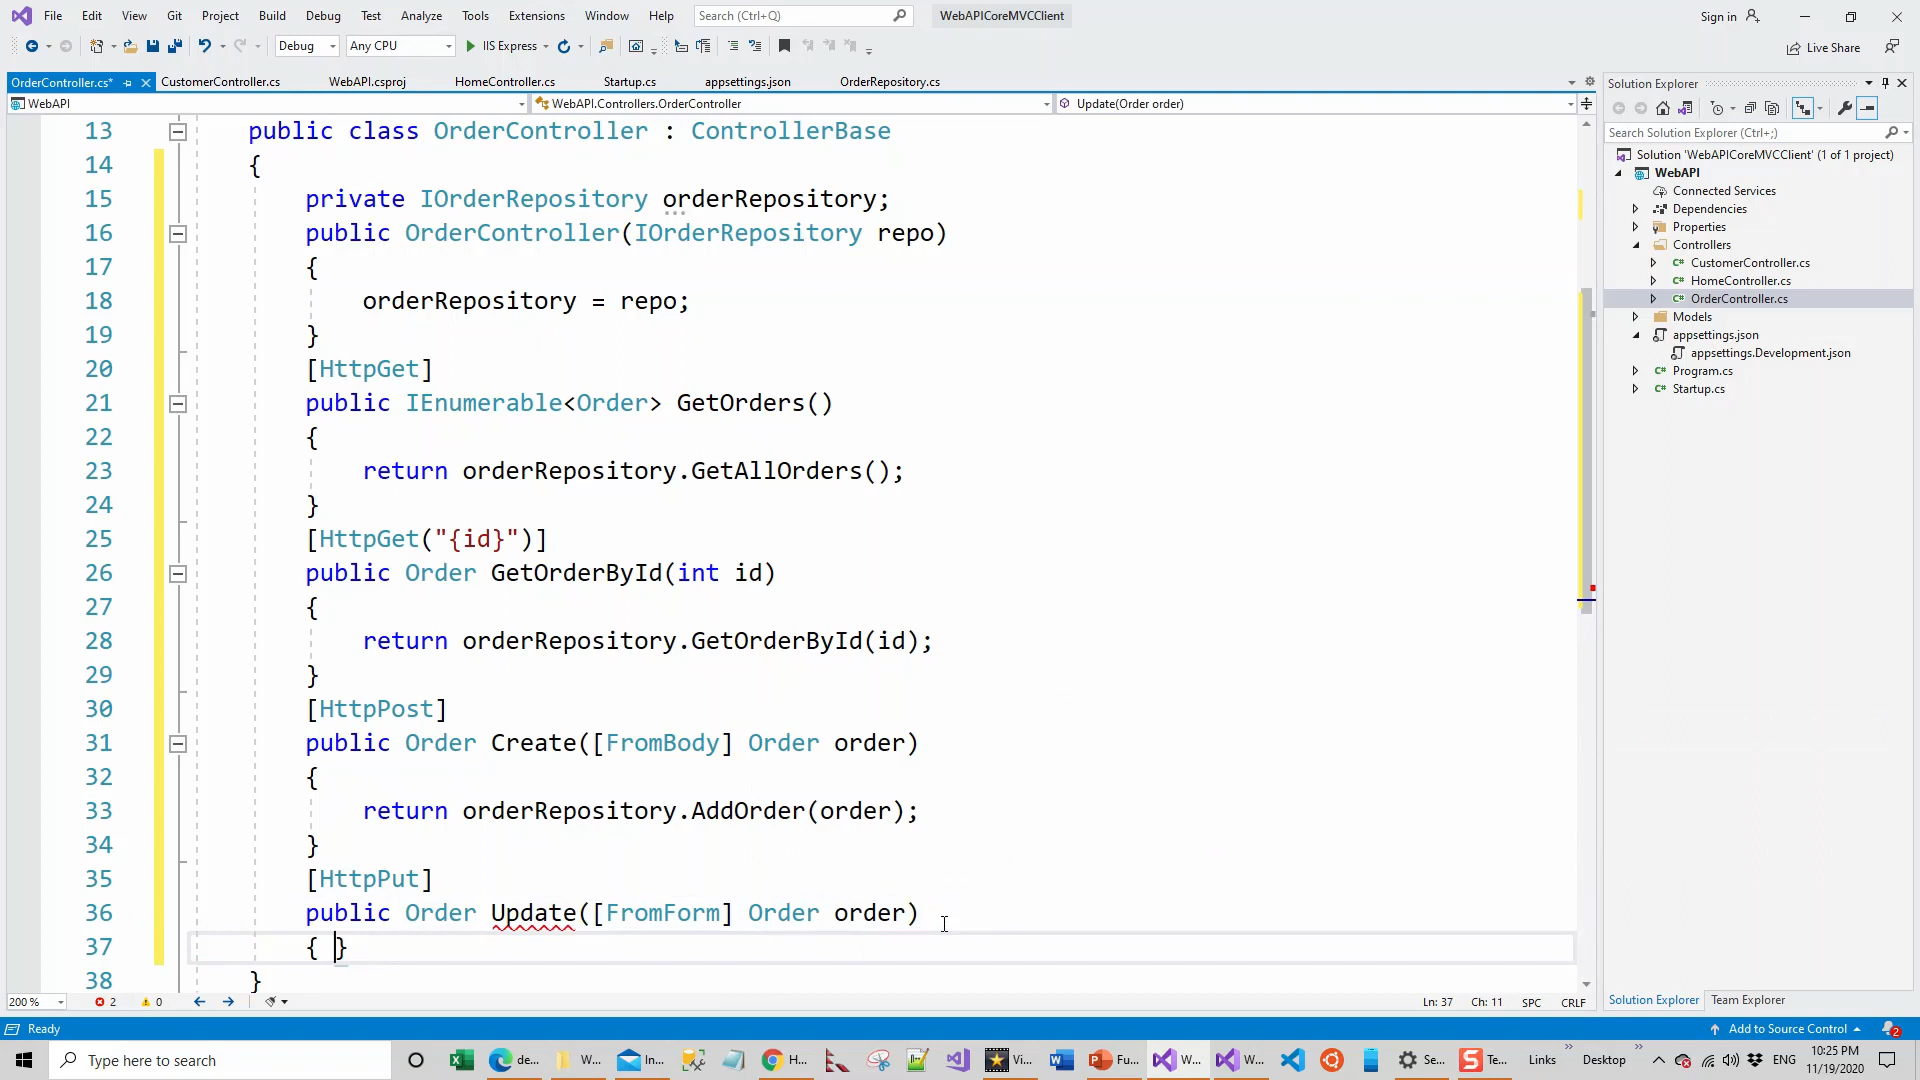 File Edit View Git Project Build Debug Test Analyze Tools Extensions Window Help Search (Ctrl+Q) WebAPICoreMVCClient Sign in
Debug Any CPU IIS Express Live Share
OrderController.cs* CustomerController.cs WebAPI.csproj HomeController.cs Startup.cs appsettings.json OrderRepository.cs
WebAPI WebAPI.Controllers.OrderController Update(Order order)
13 public class OrderController : ControllerBase
14 {
15 private IOrderRepository orderRepository;
16 public OrderController(IOrderRepository repo)
17 {
18 orderRepository = repo;
19 }
20 [HttpGet]
21 public IEnumerable<Order> GetOrders()
22 {
23 return orderRepository.GetAllOrders();
24 }
25 [HttpGet("{id}")]
26 public Order GetOrderById(int id)
27 {
28 return orderRepository.GetOrderById(id);
29 }
30 [HttpPost]
31 public Order Create([FromBody] Order order)
32 {
33 return orderRepository.AddOrder(order);
34 }
35 [HttpPut]
36 public Order Update([FromForm] Order order)
37 { }
38 }
200 % 2 0 Ln: 37 Ch: 11 SPC CRLF
Solution Explorer
Search Solution Explorer (Ctrl+;)
Solution 'WebAPICoreMVCClient' (1 of 1 project)
WebAPI
Connected Services
Dependencies
Properties
Controllers
CustomerController.cs
HomeController.cs
OrderController.cs
Models
appsettings.json
appsettings.Development.json
Program.cs
Startup.cs
Solution Explorer Team Explorer
Ready Add to Source Control 2
Type here to search de... W... In... H... Vi... Fu... W... W... Se... Te... Links Desktop ENG 10:25 PM
11/19/2020